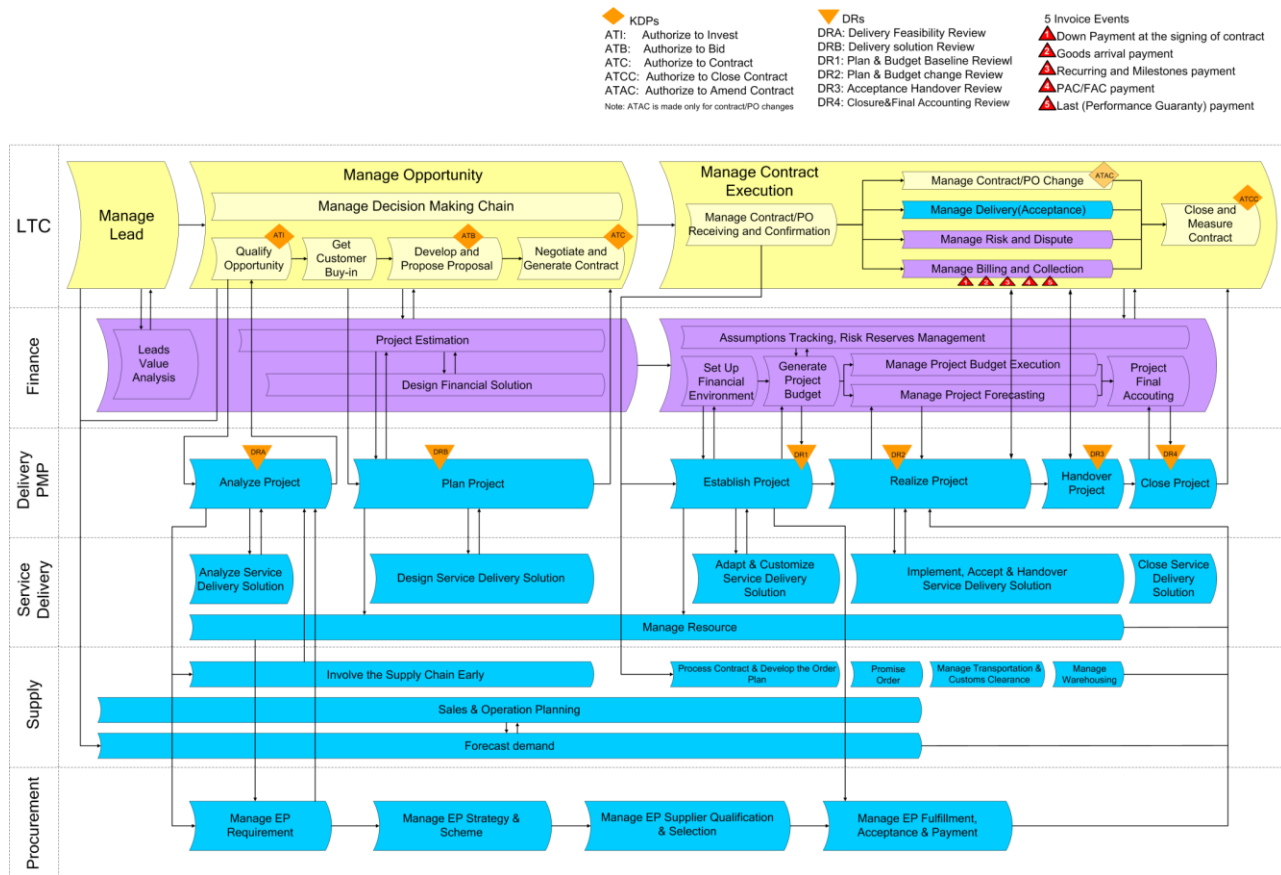 KDPs
ATI: Authorize to Invest
ATB: Authorize to Bid
ATC: Authorize to Contract
ATCC: Authorize to Close Contract
ATAC: Authorize to Amend Contract
Note: ATAC is made only for contract/PO changes
DRs
DRA: Delivery Feasibility Review
DRB: Delivery solution Review
DR1: Plan & Budget Baseline Reviewl
DR2: Plan & Budget change Review
DR3: Acceptance Handover Review
DR4: Closure&Final Accounting Review
5 Invoice Events
1 Down Payment at the signing of contract
2 Goods arrival payment
3 Recurring and Milestones payment
4 PAC/FAC payment
5 Last (Performance Guaranty) payment
LTC
Manage
Lead
Manage Opportunity
Manage Decision Making Chain
ATI
Qualify
Opportunity
Get
Customer
Buy-in
ATB
Develop and
Propose Proposal
ATC
Negotiate and
Generate Contract
Manage Contract
Execution
Manage Contract/PO
Receiving and Confirmation
Manage Contract/PO Change
ATAC
Manage Delivery(Acceptance)
Manage Risk and Dispute
Manage Billing and Collection
1 2 3 4 5
ATCC
Close and
Measure
Contract
Finance
Leads
Value
Analysis
Project Estimation
Design Financial Solution
Assumptions Tracking, Risk Reserves Management
Set Up
Financial
Environment
Generate
Project
Budget
Manage Project Budget Execution
Manage Project Forecasting
Project
Final
Accouting
Delivery
PMP
DRA
Analyze Project
DRB
Plan Project
DR1
Establish Project
DR2
Realize Project
DR3
Handover
Project
DR4
Close Project
Service
Delivery
Analyze Service
Delivery Solution
Design Service Delivery Solution
Adapt & Customize
Service Delivery
Solution
Implement, Accept & Handover
Service Delivery Solution
Close Service
Delivery
Solution
Manage Resource
Supply
Involve the Supply Chain Early
Process Contract & Develop the Order
Plan
Promise
Order
Manage Transportation &
Customs Clearance
Manage
Warehousing
Sales & Operation Planning
Forecast demand
Procurement
Manage EP
Requirement
Manage EP Strategy &
Scheme
Manage EP Supplier Qualification
& Selection
Manage EP Fulfillment,
Acceptance & Payment